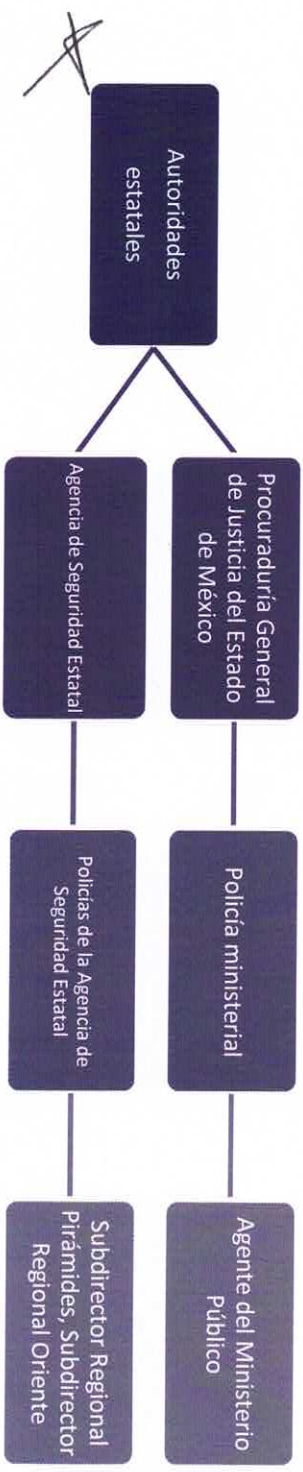 Autoridades
estatales
Procuraduría General
de Justicia del Estado
de México
Policía ministerial
Agente del Ministerio
Público
Agencia de Seguridad Estatal
Policías de la Agencia de
Seguridad Estatal
Subdirector Regional
Pirámides, Subdirector
Regional Oriente